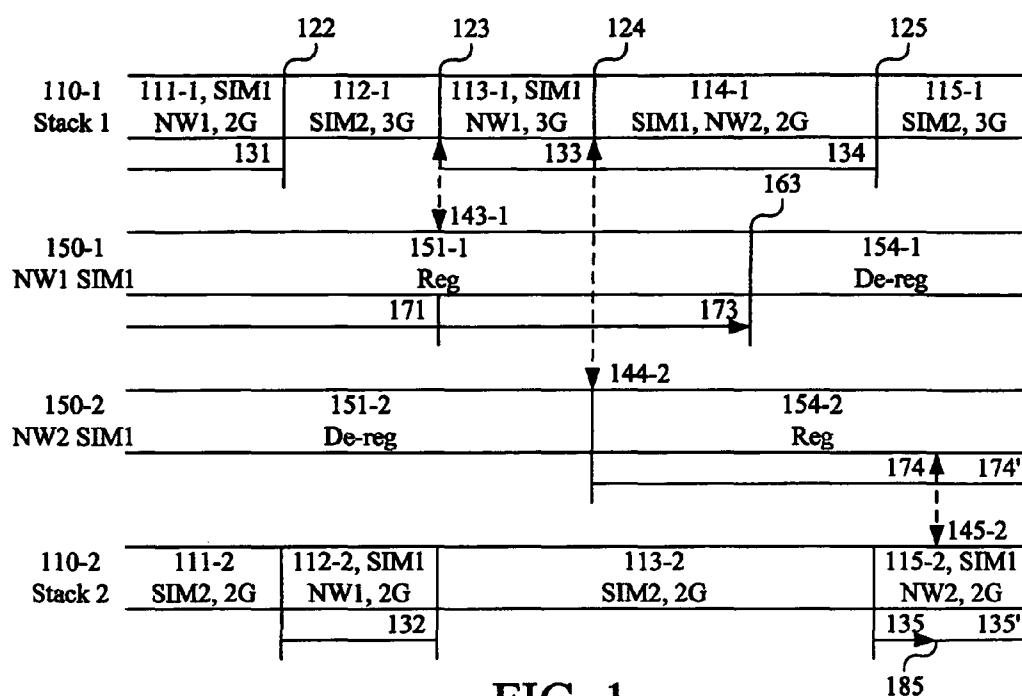 122
123
124
125
110-1
Stack 1
111-1, SIM1
NW1, 2G
112-1
SIM2, 3G
113-1, SIM1
NW1, 3G
114-1
SIM1, NW2, 2G
115-1
SIM2, 3G
131
133
134
163
143-1
150-1
NW1 SIM1
151-1
Reg
154-1
De-reg
171
173
144-2
150-2
NW2 SIM1
151-2
De-reg
154-2
Reg
174
174'
145-2
110-2
Stack 2
111-2
SIM2, 2G
112-2, SIM1
NW1, 2G
113-2
SIM2, 2G
115-2, SIM1
NW2, 2G
132
135
135'
185
FIG. 1